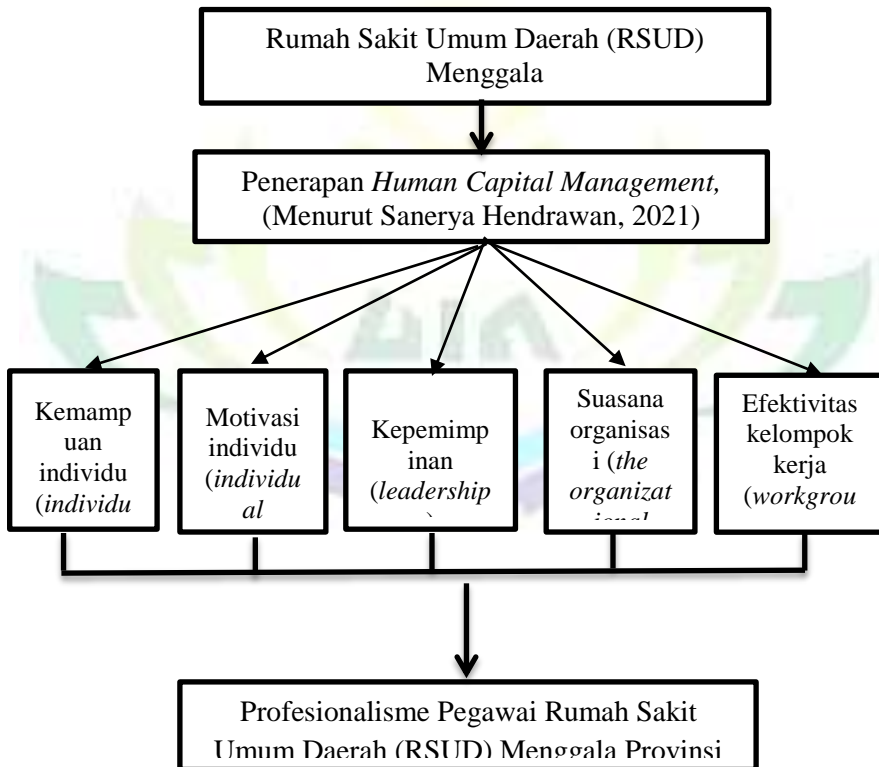 Rumah Sakit Umum Daerah (RSUD)
Menggala
Penerapan Human Capital Management,
(Menurut Sanerya Hendrawan, 2021)
Kemamp
uan
individu
(individu
Motivasi
individu
(individu
al
Kepemimp
inan
(leadership
)
Suasana
organisas
i (the
organizat
ional
Efektivitas
kelompok
kerja
(workgrou
Profesionalisme Pegawai Rumah Sakit
Umum Daerah (RSUD) Menggala Provinsi